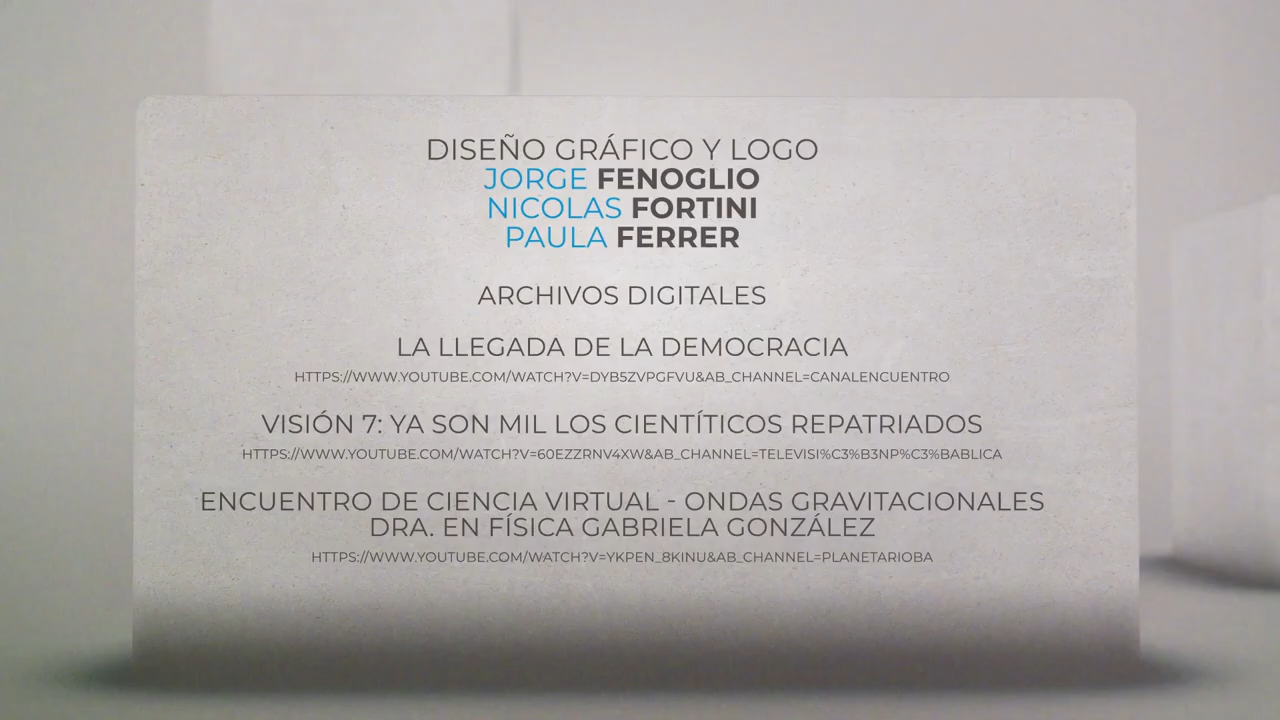 DISEÑO GRÁFICO Y LOGO
JORGE FENOGLIO
NICOLAS FORTINI
PAULA FERRER
ARCHIVOS DIGITALES
LA LLEGADA DE LA DEMOCRACIA
HTTPS://WWW.YOUTUBE.COM/WATCH?V=DYB5ZVPGFVU&AB_CHANNEL=CANALENCUENTRO
VISIÓN 7: YA SON MIL LOS CIENTÍTICOS REPATRIADOS
HTTPS://WWW.YOUTUBE.COM/WATCH?V=60EZZRNV4XW&AB_CHANNEL=TELEVISI%C3%B3NP%C3%BABLICA
ENCUENTRO DE CIENCIA VIRTUAL - ONDAS GRAVITACIONALES
DRA. EN FÍSICA GABRIELA GONZÁLEZ
HTTPS://WWW.YOUTUBE.COM/WATCH?V=YKPEN_8KINU&AB_CHANNEL=PLANETARIOBA